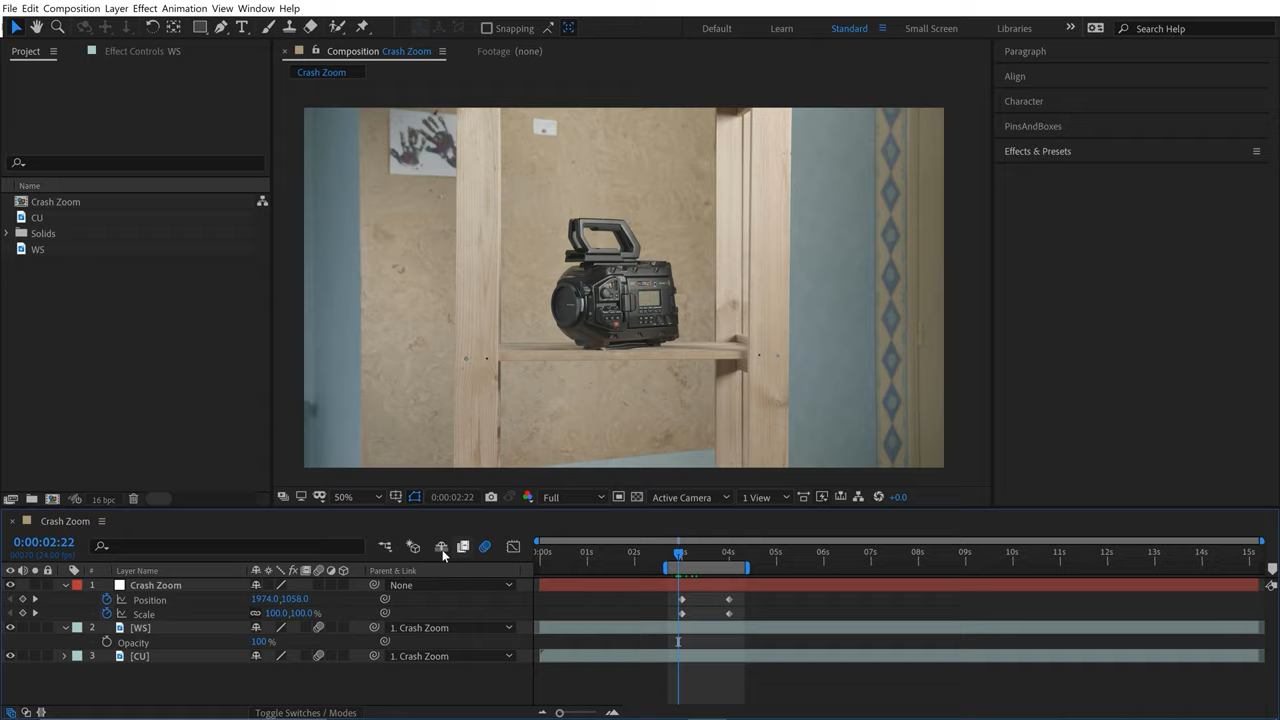 File Edit Composition Layer Effect Animation View Window Help
Snapping
Default Learn Standard Small Screen Libraries
Search Help
Project
Effect Controls WS
Composition Crash Zoom
Footage (none)
Crash Zoom
Name
Crash Zoom
CU
Solids
WS
16 bpc
Paragraph
Align
Character
PinsAndBoxes
Effects & Presets
50% 0:00:02:22 Full Active Camera 1 View +0.0
Crash Zoom
0:00:02:22
00070 (24.00 fps)
# Layer Name Parent & Link
:00s 01s 02s 04s 05s 06s 07s 08s 09s 10s 11s 12s 13s 14s 15s
1 Crash Zoom None
Position 1974.0,1058.0
Scale 100.0,100.0%
2 [WS] 1. Crash Zoom
Opacity 100%
3 [CU] 1. Crash Zoom
Toggle Switches / Modes